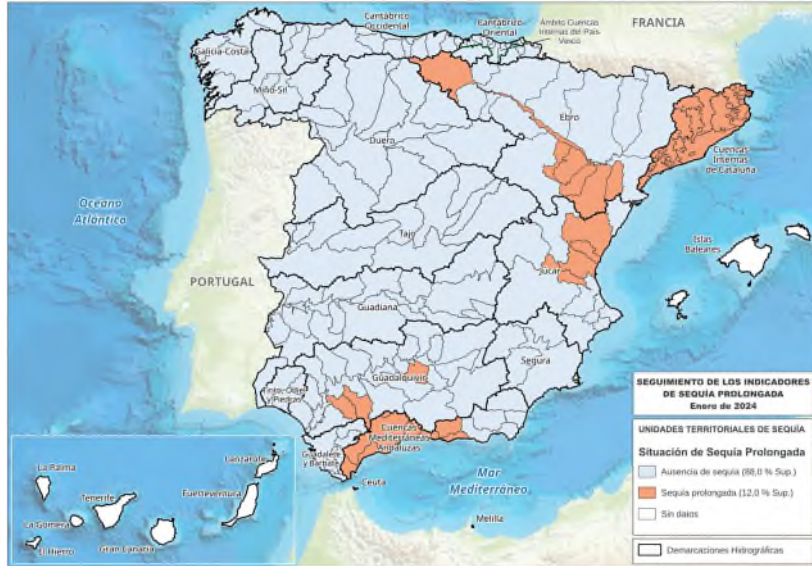 Cantábrico
Occidental
Cantábrizo
Oriental
Ámbito Cuencas
Internas del País
Vasco
FRANCIA
Galicia-Costa
Miño-Sil
Duero
Ebro
Cuencas
Internas
de Cataluña
Océano
Atlántico
Tajo
Islas
Baleares
PORTUGAL
Júcar
Guadiana
Segura
Guadalquivir
Tinto, Odiel
y Piedras
Cuencas
Mediterráneas
Andaluzas
Guadalete
y Barbate
Mar
Mediterráneo
Ceuta
Melilla
La Palma
Lanzarote
Tenerife
Fuerteventura
La Gomera
El Hierro
Gran Canaria
SEGUIMIENTO DE LOS INDICADORES
DE SEQUÍA PROLONGADA
Enero de 2024
UNIDADES TERRITORIALES DE SEQUÍA
Situación de Sequía Prolongada
Ausencia de sequía (88,0 % Sup.)
Sequía prolongada (12,0 % Sup.)
Sin datos
Demarcaciones Hidrográficas